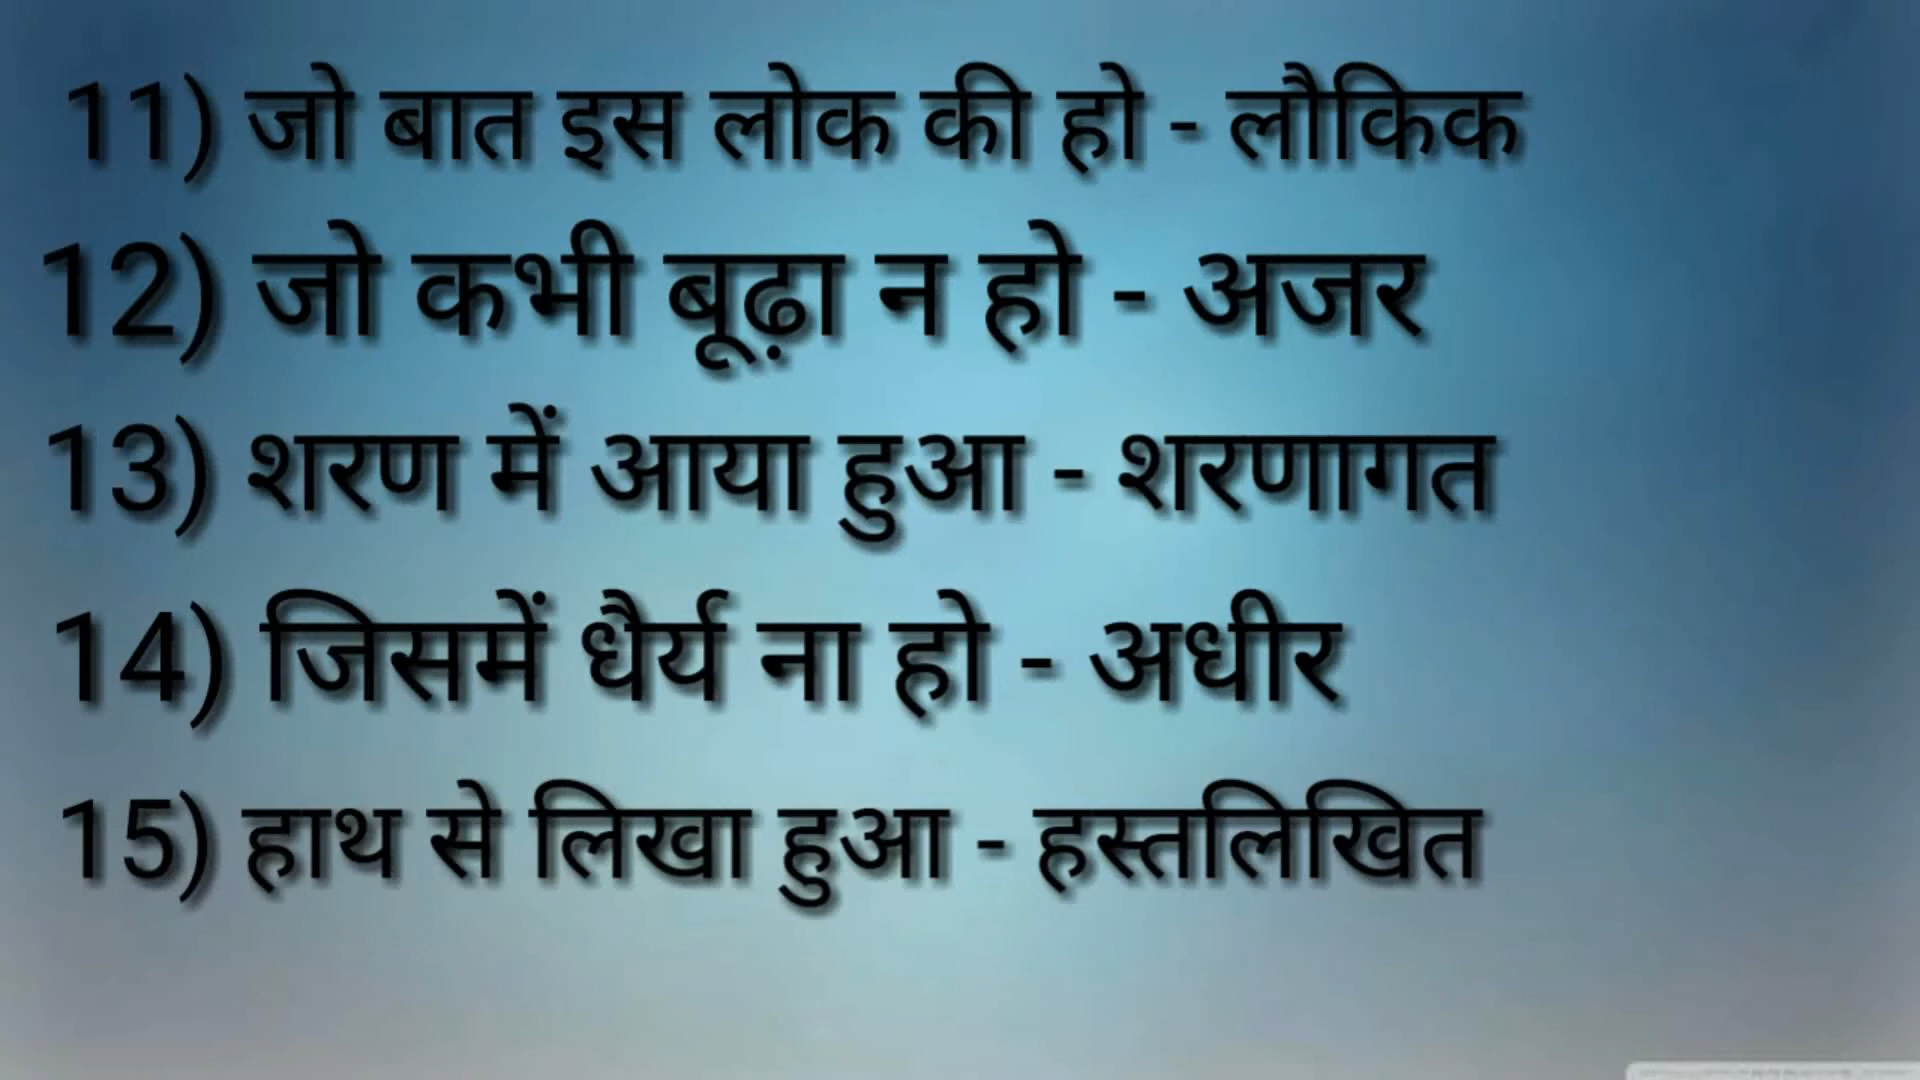 11) जो बात इस लोक की हो - लौकिक
12) जो कभी बूढ़ा न हो - अजर
13) शरण में आया हुआ - शरणागत
14) जिसमें धैर्य ना हो - अधीर
15) हाथ से लिखा हुआ - हस्तलिखित